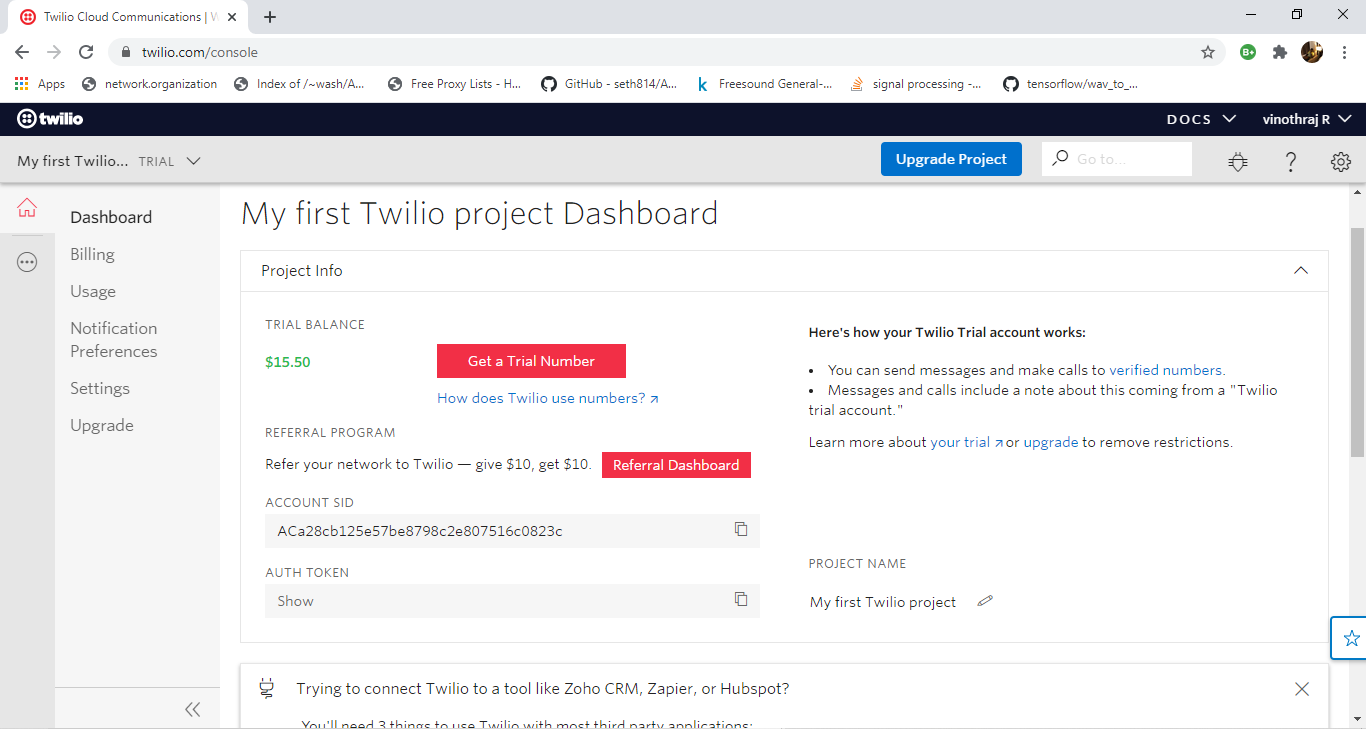 Twilio Cloud Communications | W
twilio.com/console
Apps network.organization Index of /~wash/A... Free Proxy Lists - H... GitHub - seth814/A... Freesound General-... signal processing -... tensorflow/wav_to_...
twilio DOCS vinothraj R
My first Twilio... TRIAL Upgrade Project Go to...
Dashboard
Billing
Usage
Notification
Preferences
Settings
Upgrade
My first Twilio project Dashboard
Project Info
TRIAL BALANCE
$15.50
Get a Trial Number
How does Twilio use numbers?
REFERRAL PROGRAM
Refer your network to Twilio — give $10, get $10. Referral Dashboard
ACCOUNT SID
ACa28cb125e57be8798c2e807516c0823c
AUTH TOKEN
Show
Here's how your Twilio Trial account works:
• You can send messages and make calls to verified numbers.
• Messages and calls include a note about this coming from a "Twilio
trial account."
Learn more about your trial or upgrade to remove restrictions.
PROJECT NAME
My first Twilio project
Trying to connect Twilio to a tool like Zoho CRM, Zapier, or Hubspot?
You'll need 3 things to use Twilio with most third party applications: